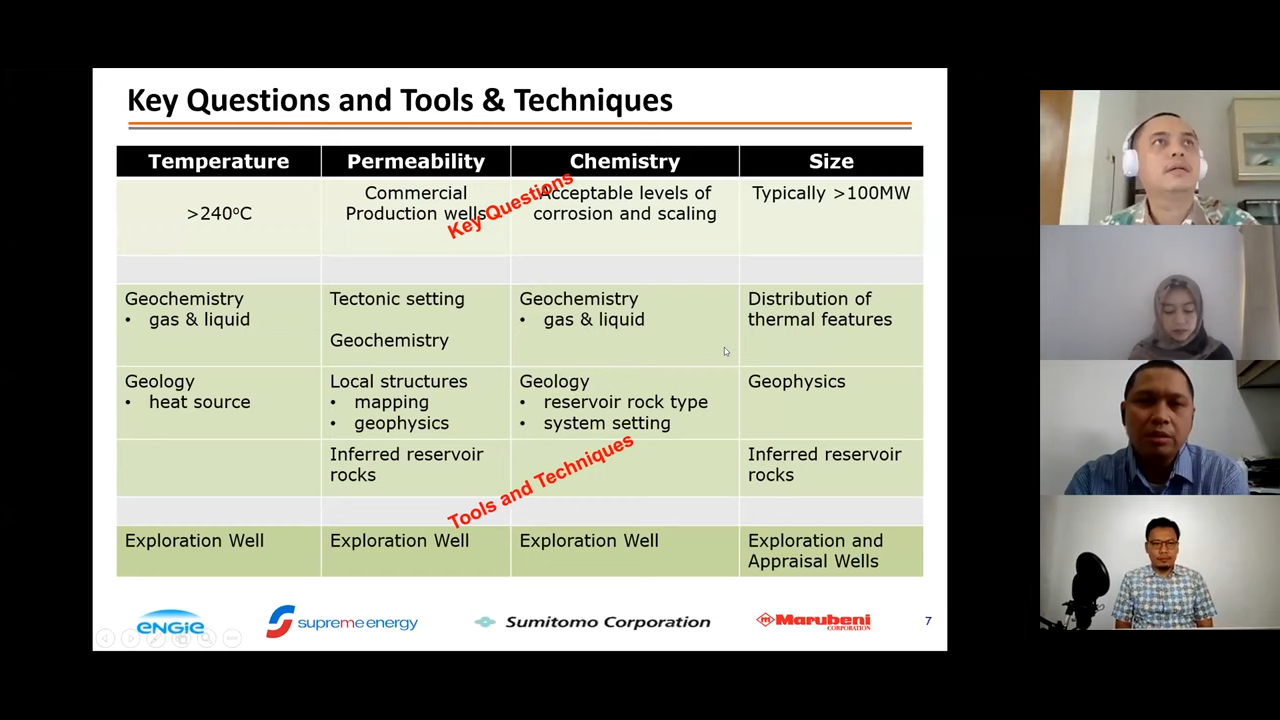 Key Questions and Tools & Techniques
Temperature Permeability Chemistry Size
>240°C
Commercial
Production wells
Acceptable levels of
corrosion and scaling
Typically >100MW
Key Questions
Geochemistry
• gas & liquid
Tectonic setting
Geochemistry
Geochemistry
• gas & liquid
Distribution of
thermal features
Geology
• heat source
Local structures
• mapping
• geophysics
Geology
• reservoir rock type
• system setting
Geophysics
Inferred reservoir
rocks
Inferred reservoir
rocks
Tools and Techniques
Exploration Well
Exploration Well
Exploration Well
Exploration and
Appraisal Wells
ENGIE
supreme energy
Sumitomo Corporation
Marubeni
CORPORATION
7